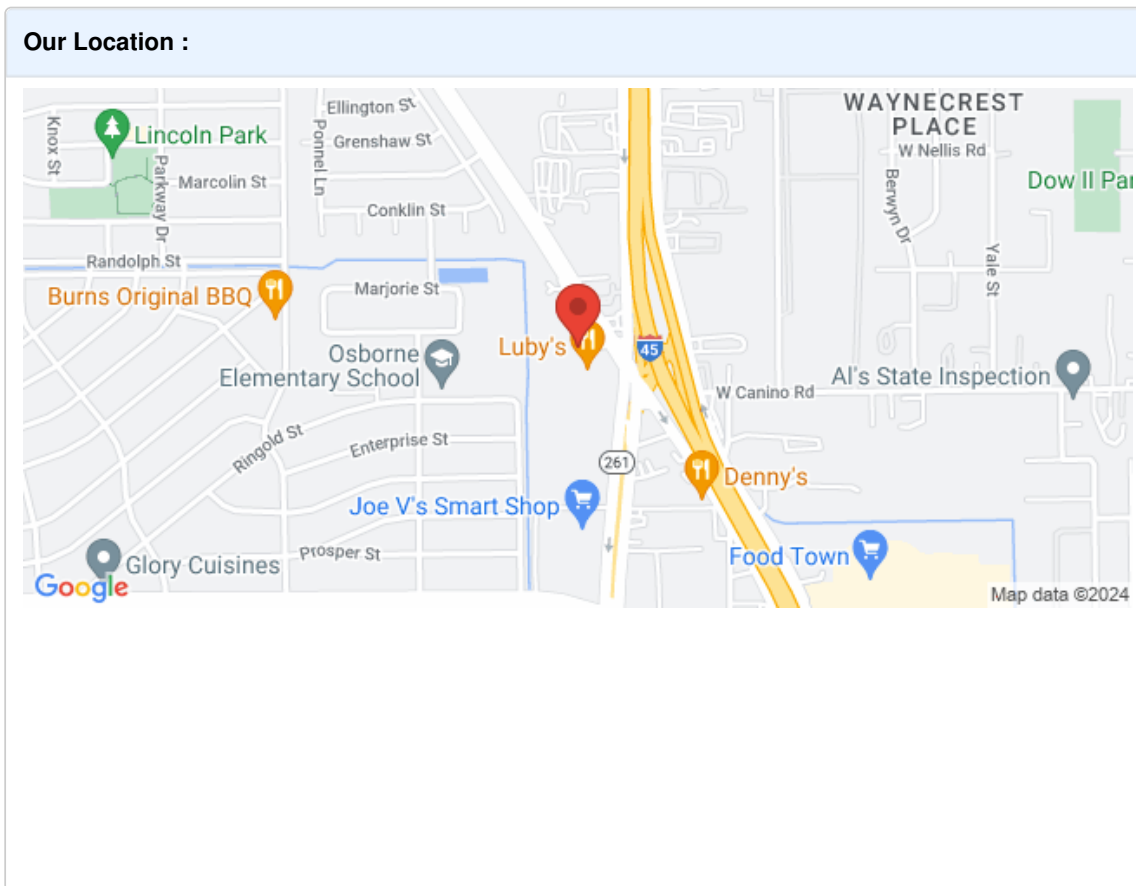 Our Location :
Ellington St
WAYNECREST
PLACE
Knox St
Lincoln Park
Ponnel Ln
Grenshaw St
W Nellis Rd
Parkway Dr
Marcolin St
Berwyn Dr
Dow II Par
Conklin St
Randolph St
Yale St
Burns Original BBQ
Marjorie St
Luby's
45
Osborne
Elementary School
Al's State Inspection
W Canino Rd
Ringold St
Enterprise St
261
Denny's
Joe V's Smart Shop
Prosper St
Food Town
Glory Cuisines
Google
Map data ©2024